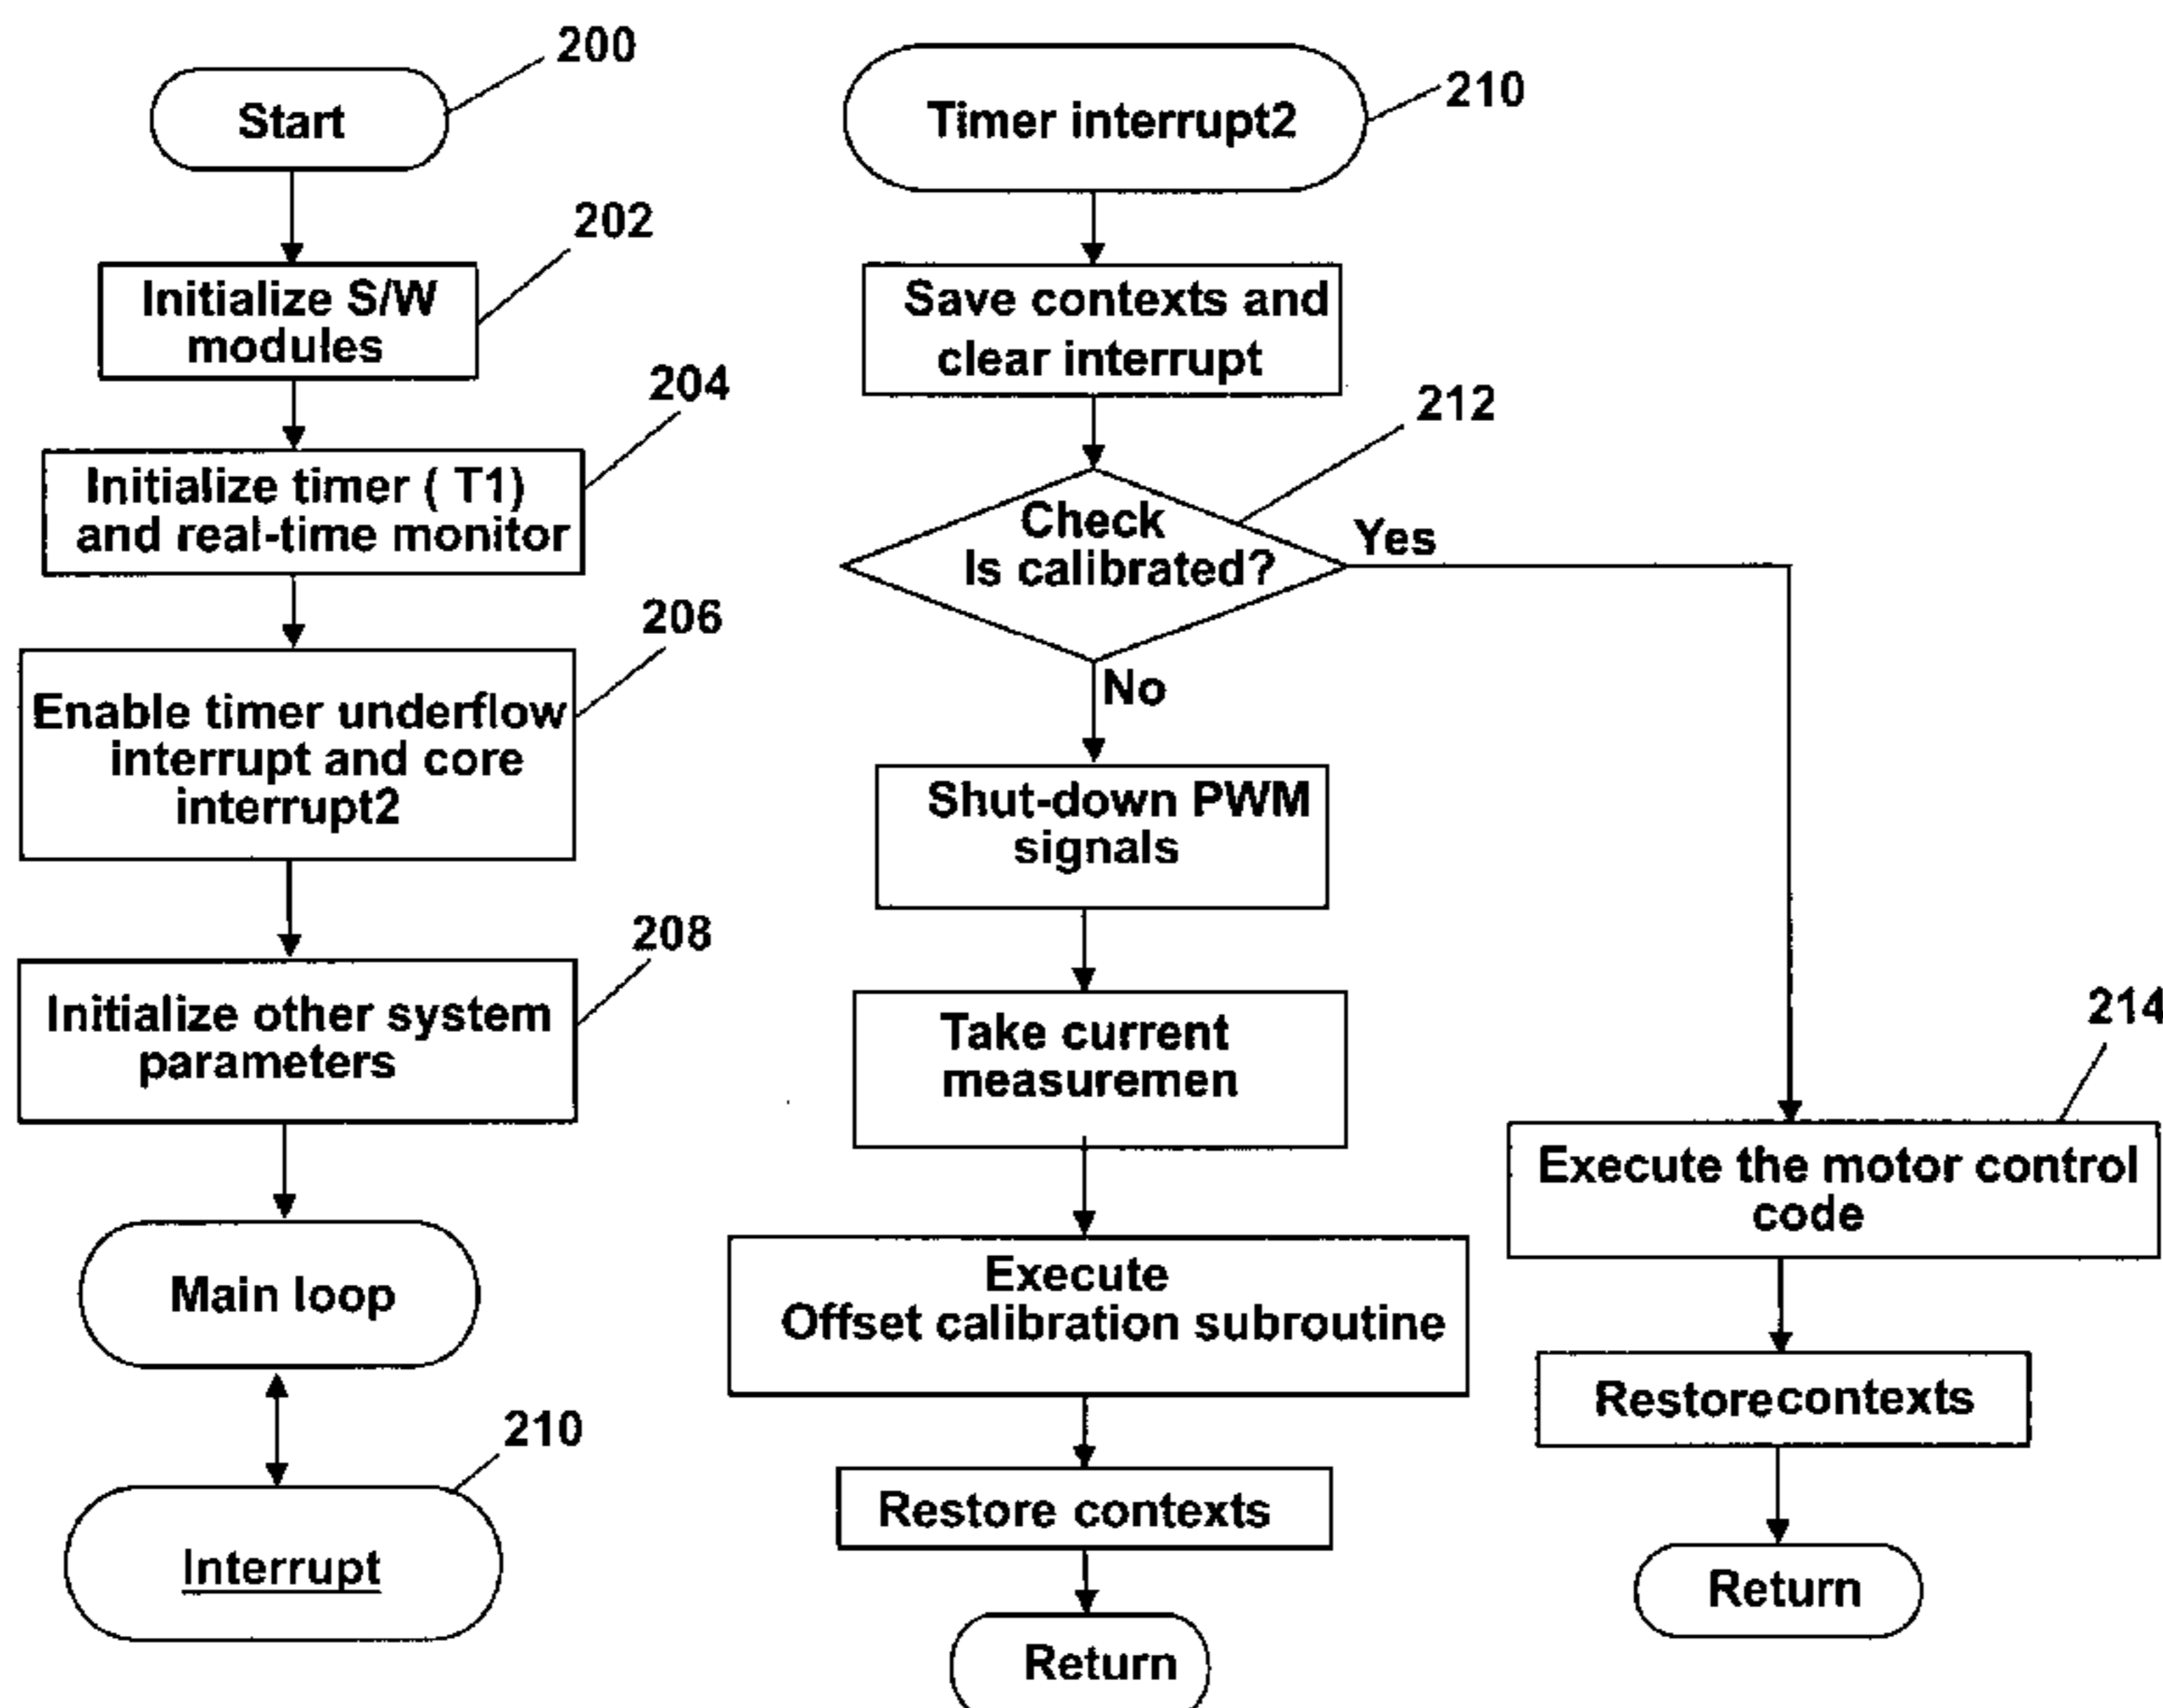 200
Start
202
Initialize S/W
modules
204
Initialize timer ( T1)
and real-time monitor
206
Enable timer underflow
interrupt and core
interrupt2
208
Initialize other system
parameters
Main loop
210
Interrupt
210
Timer interrupt2
Save contexts and
clear interrupt
212
Check
Is calibrated?
Yes
No
Shut-down PWM
signals
Take current
measuremen
Execute
Offset calibration subroutine
Restore contexts
Return
214
Execute the motor control
code
Restorecontexts
Return